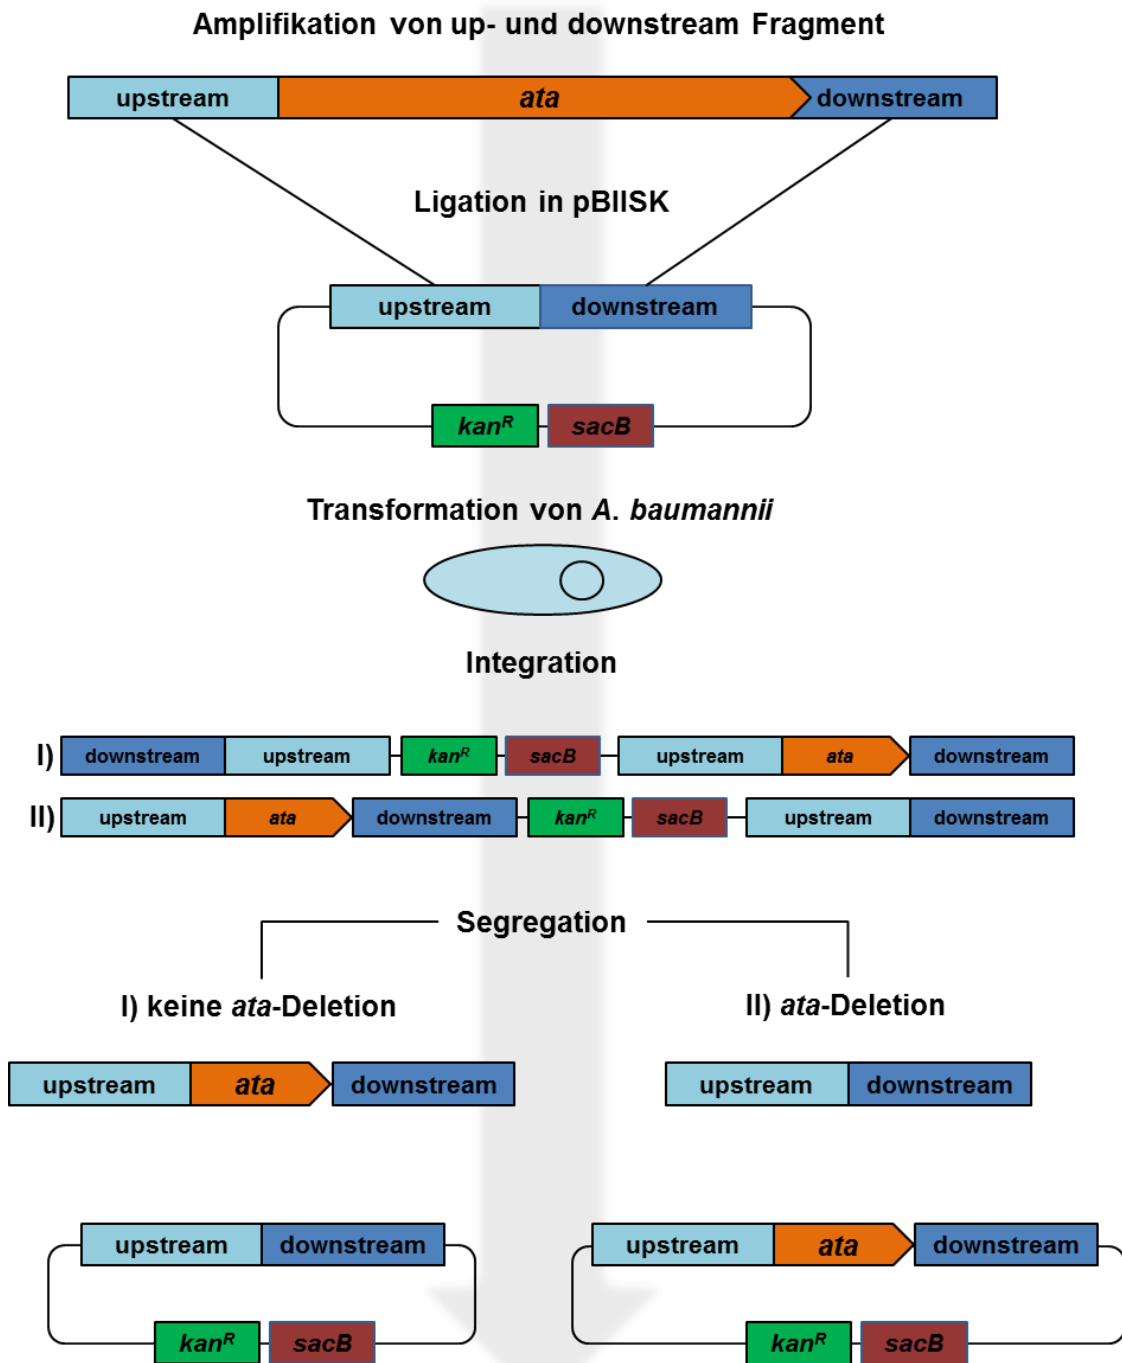 Amplifikation von up- und downstream Fragment
upstream ata downstream
Ligation in pBIISK
upstream downstream
kanR sacB
Transformation von A. baumannii
Integration
I) downstream upstream kanR sacB upstream ata downstream
II) upstream ata downstream kanR sacB upstream downstream
Segregation
I) keine ata-Deletion II) ata-Deletion
upstream ata downstream upstream downstream
upstream downstream upstream ata downstream
kanR sacB kanR sacB